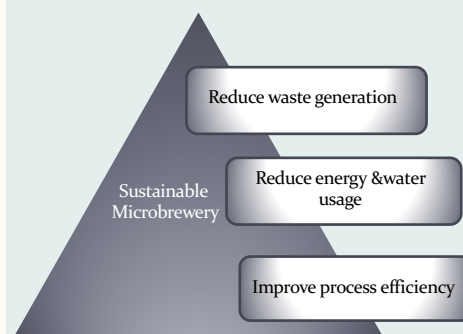 Reduce waste generation
Sustainable
Microbrewery
Reduce energy &water
usage
Improve process efficiency